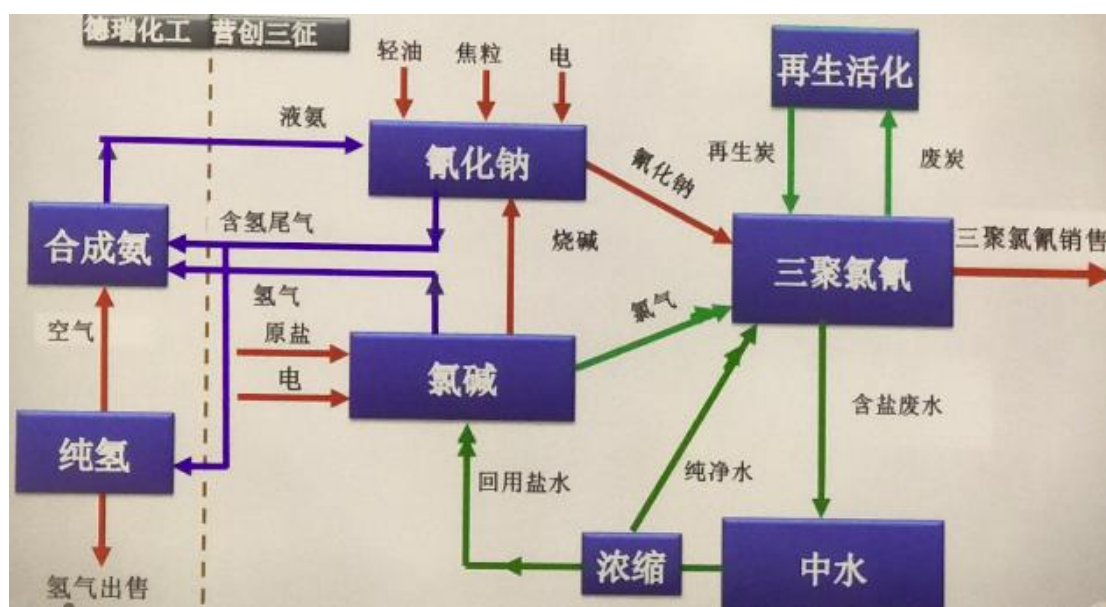 德瑞化工 营创三征
轻油 焦粒 电
再生活化
液氨
氰化钠
再生炭 废炭
氰化钠
合成氨
含氢尾气
烧碱
三聚氯氰
三聚氯氰销售
氢气
空气
原盐
氯气
电
氯碱
含盐废水
纯氢
回用盐水
纯净水
浓缩
中水
氢气出售